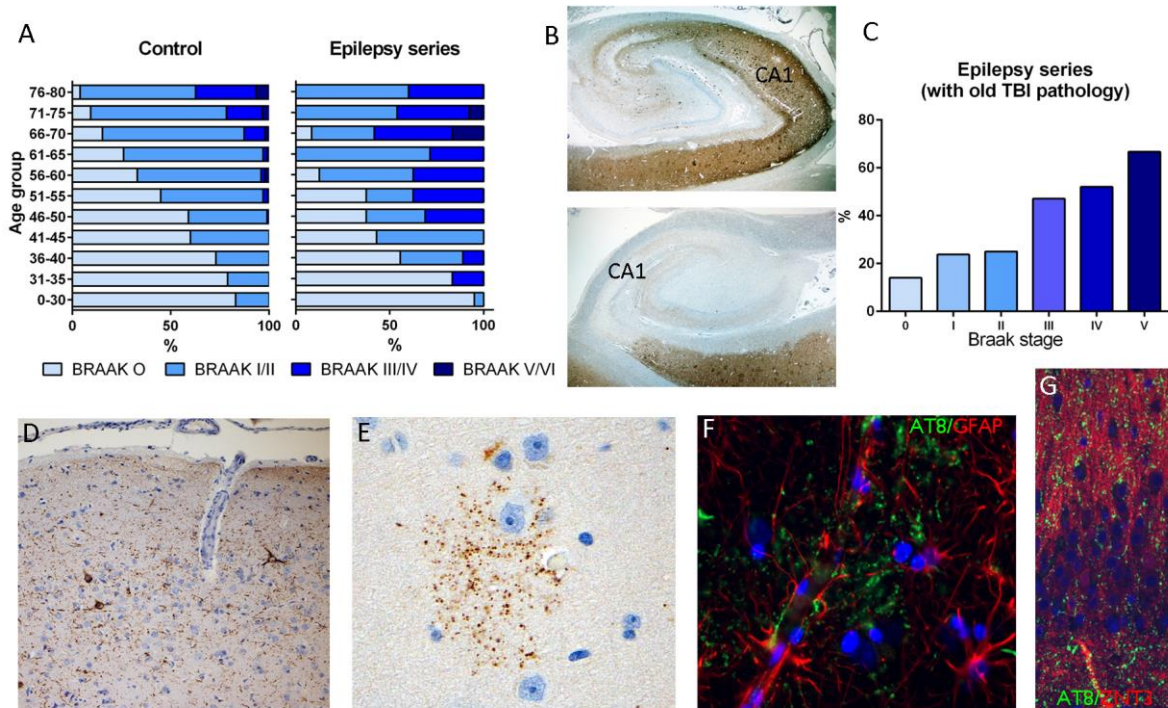 A
Control
Epilepsy series
Age group
76-80
71-75
66-70
61-65
56-60
51-55
46-50
41-45
36-40
31-35
0-30
0 50 100
0 50 100
%
%
BRAAK O BRAAK I/II BRAAK III/IV BRAAK V/VI
B
CA1
CA1
C
Epilepsy series
(with old TBI pathology)
80
60
40
20
0
%
0 I II III IV V
Braak stage
D
E
F
AT8/GFAP
G
AT8/ZNT3